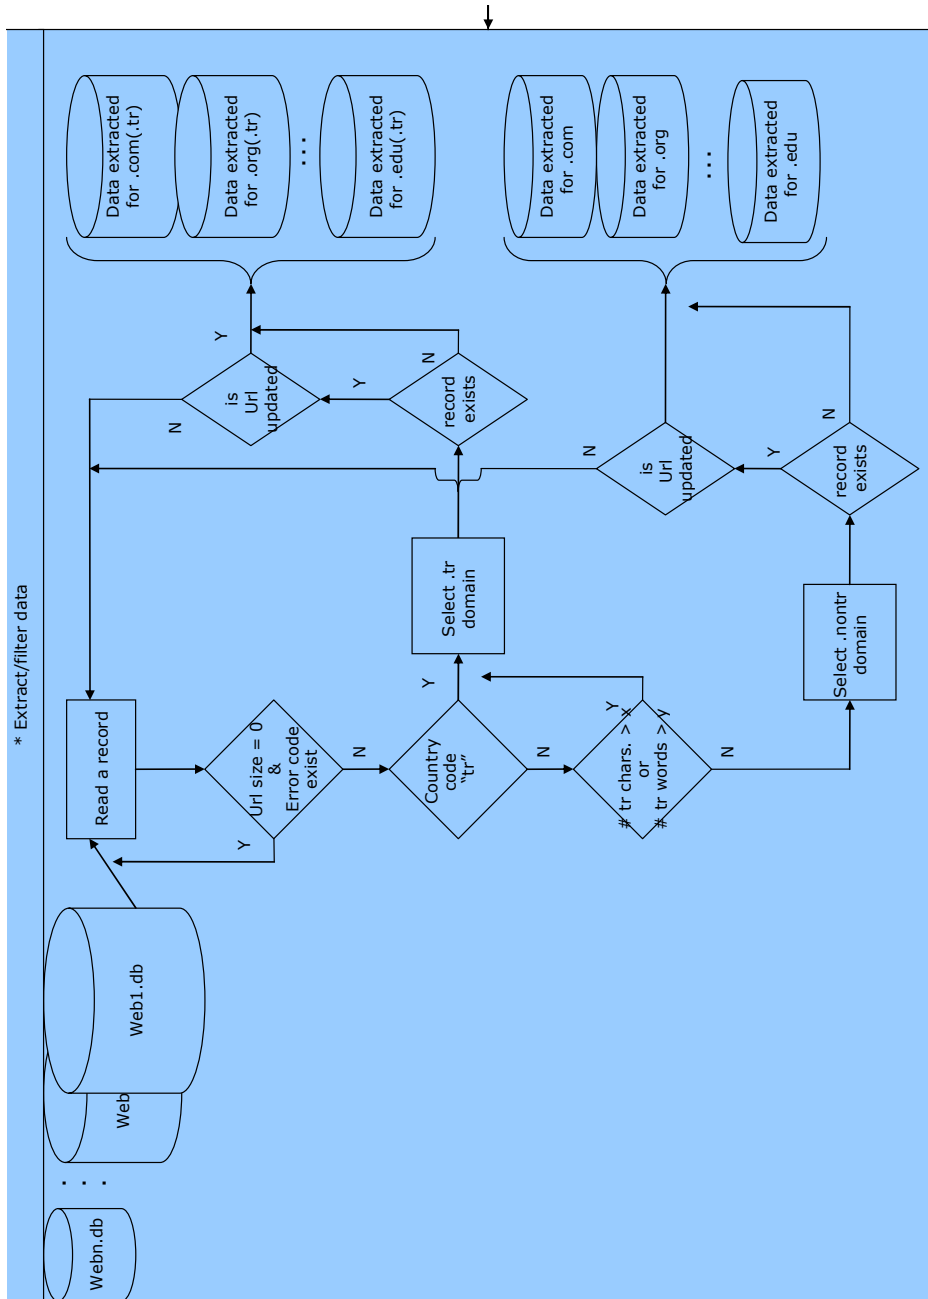 * Extract/filter data
Webn.db
. . .
Web
Web1.db
Read a record
Url size = 0
&
Error code
exist
Y
N
Country
code
“tr”
Y
N
# tr chars. > x
or
# tr words > y
Y
N
Select .tr
domain
Select .nontr
domain
record
exists
Y
N
is
Url
updated
Y
N
record
exists
Y
N
is
Url
updated
N
Data extracted
for .com(.tr)
Data extracted
for .org(.tr)
...
Data extracted
for .edu(.tr)
Data extracted
for .com
Data extracted
for .org
...
Data extracted
for .edu